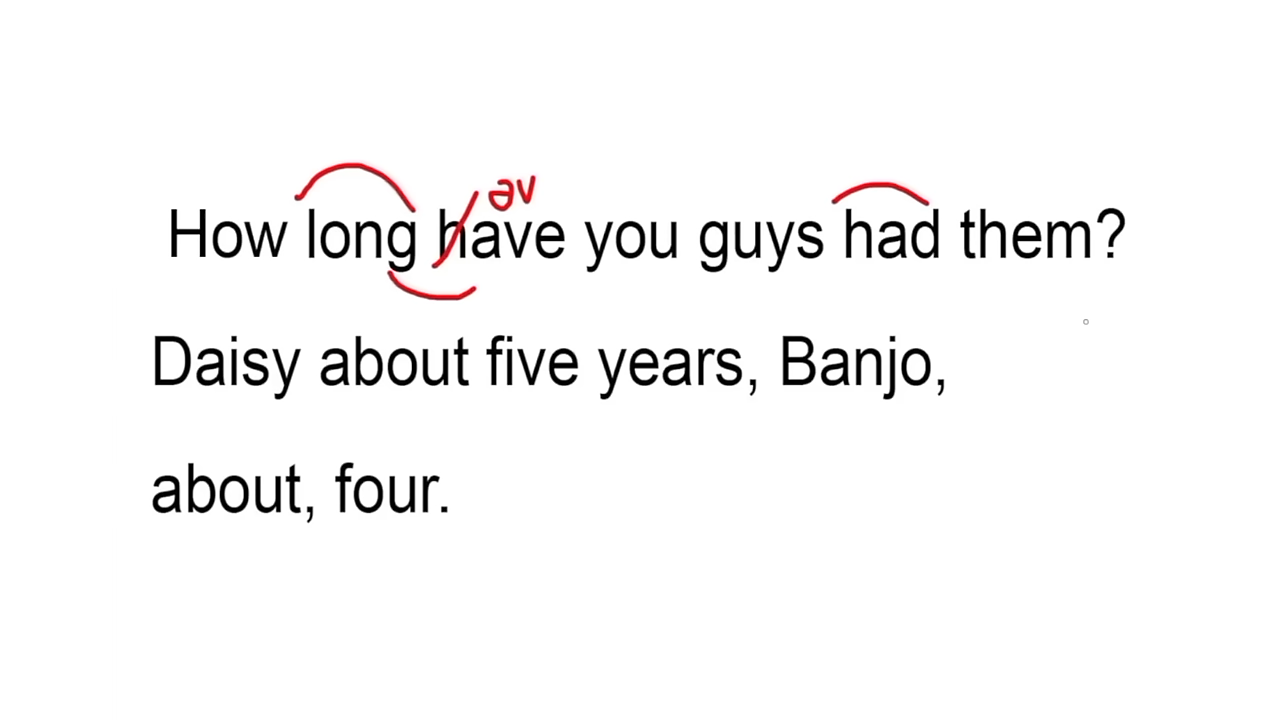 əv
How long have you guys had them?
Daisy about five years, Banjo,
about, four.